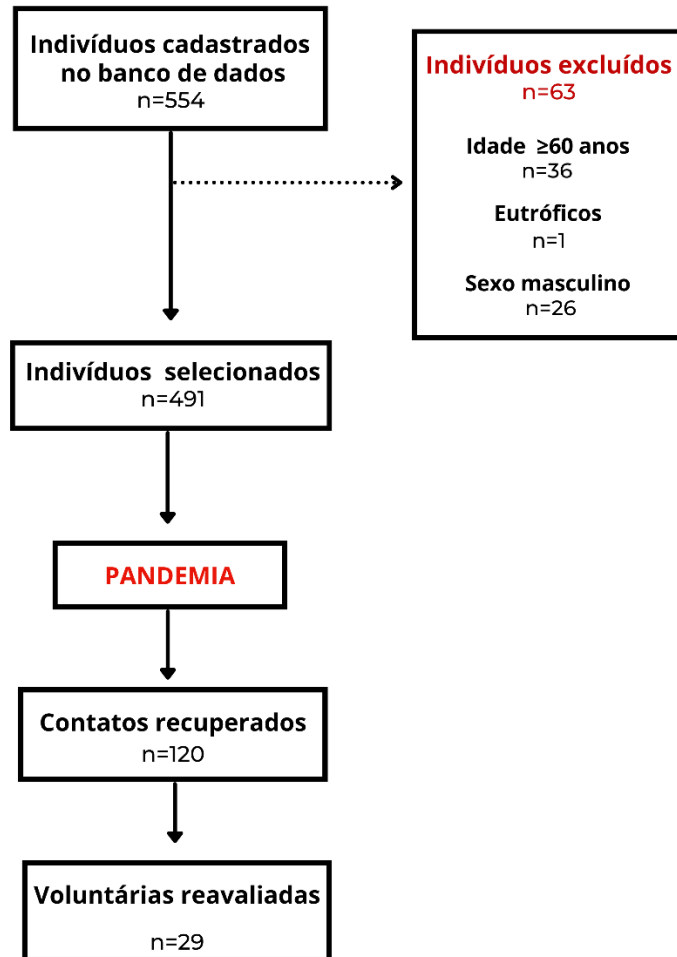 Indivíduos cadastrados
no banco de dados
n=554
Indivíduos excluídos
n=63
Idade ≥60 anos
n=36
Eutróficos
n=1
Sexo masculino
n=26
Indivíduos selecionados
n=491
PANDEMIA
Contatos recuperados
n=120
Voluntárias reavaliadas
n=29